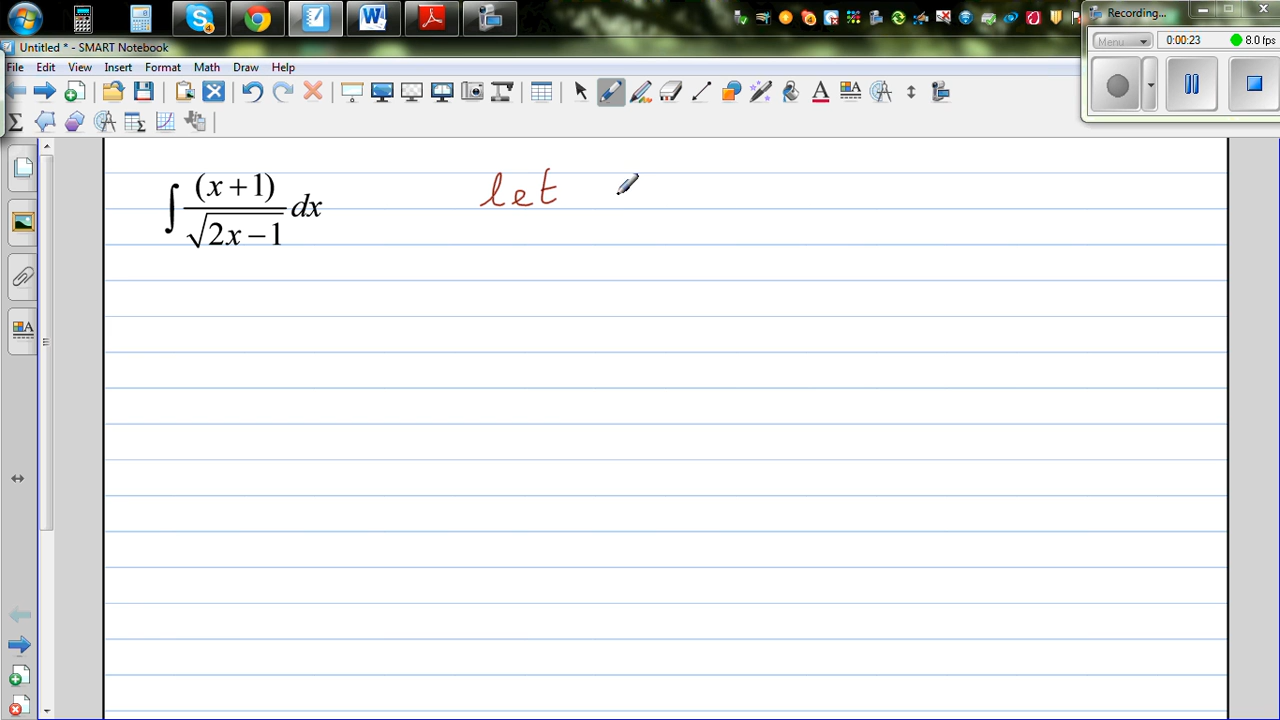 Recording...
Untitled * - SMART Notebook
Menu
0:00:23
8.0 fps
File Edit View Insert Format Math Draw Help
∫ (x+1)/√(2x−1) dx
let